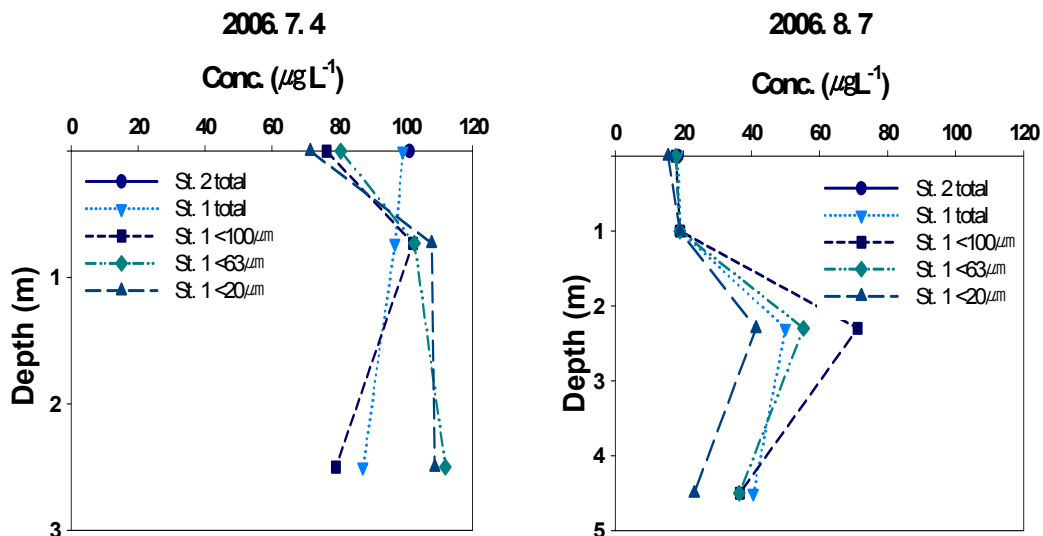 2006. 7. 4
Conc. (㎍ L⁻¹)
0 20 40 60 80 100 120
St. 2 total
St. 1 total
St. 1 <100㎛
St. 1 <63㎛
St. 1 <20㎛
Depth (m)
1
2
3
2006. 8. 7
Conc. (㎍L⁻¹)
0 20 40 60 80 100 120
St. 2 total
St. 1 total
St. 1 <100㎛
St. 1 <63㎛
St. 1 <20㎛
Depth (m)
1
2
3
4
5